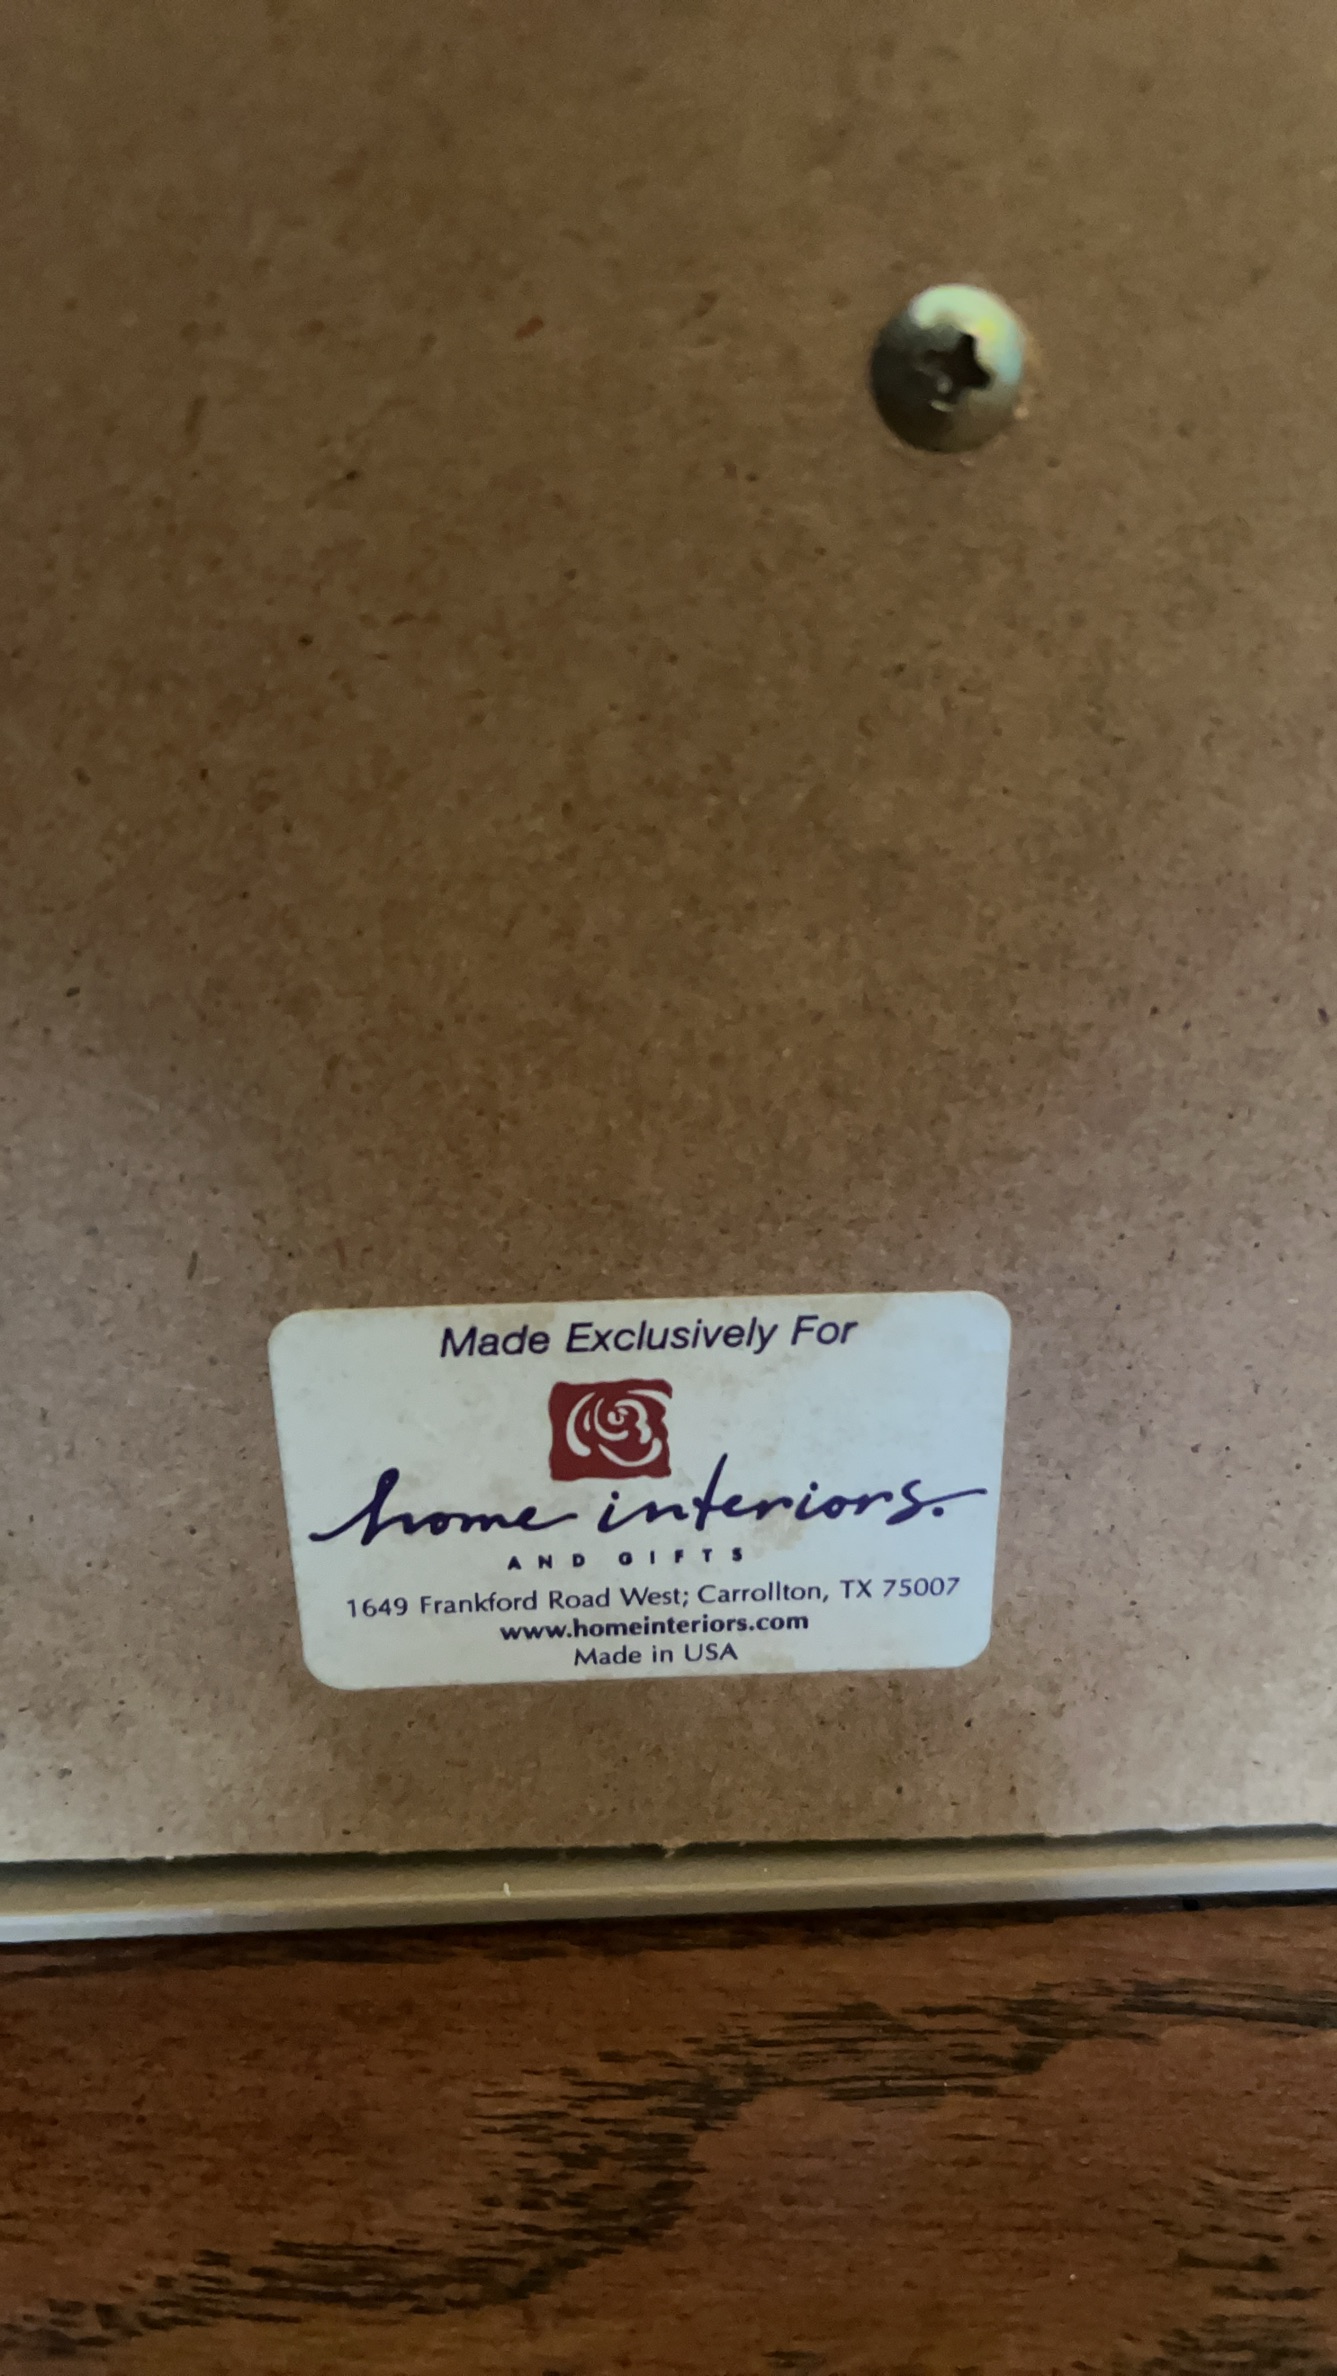 Made Exclusively For
home interiors.
AND GIFTS
1649 Frankford Road West; Carrollton, TX 75007
www.homeinteriors.com
Made in USA